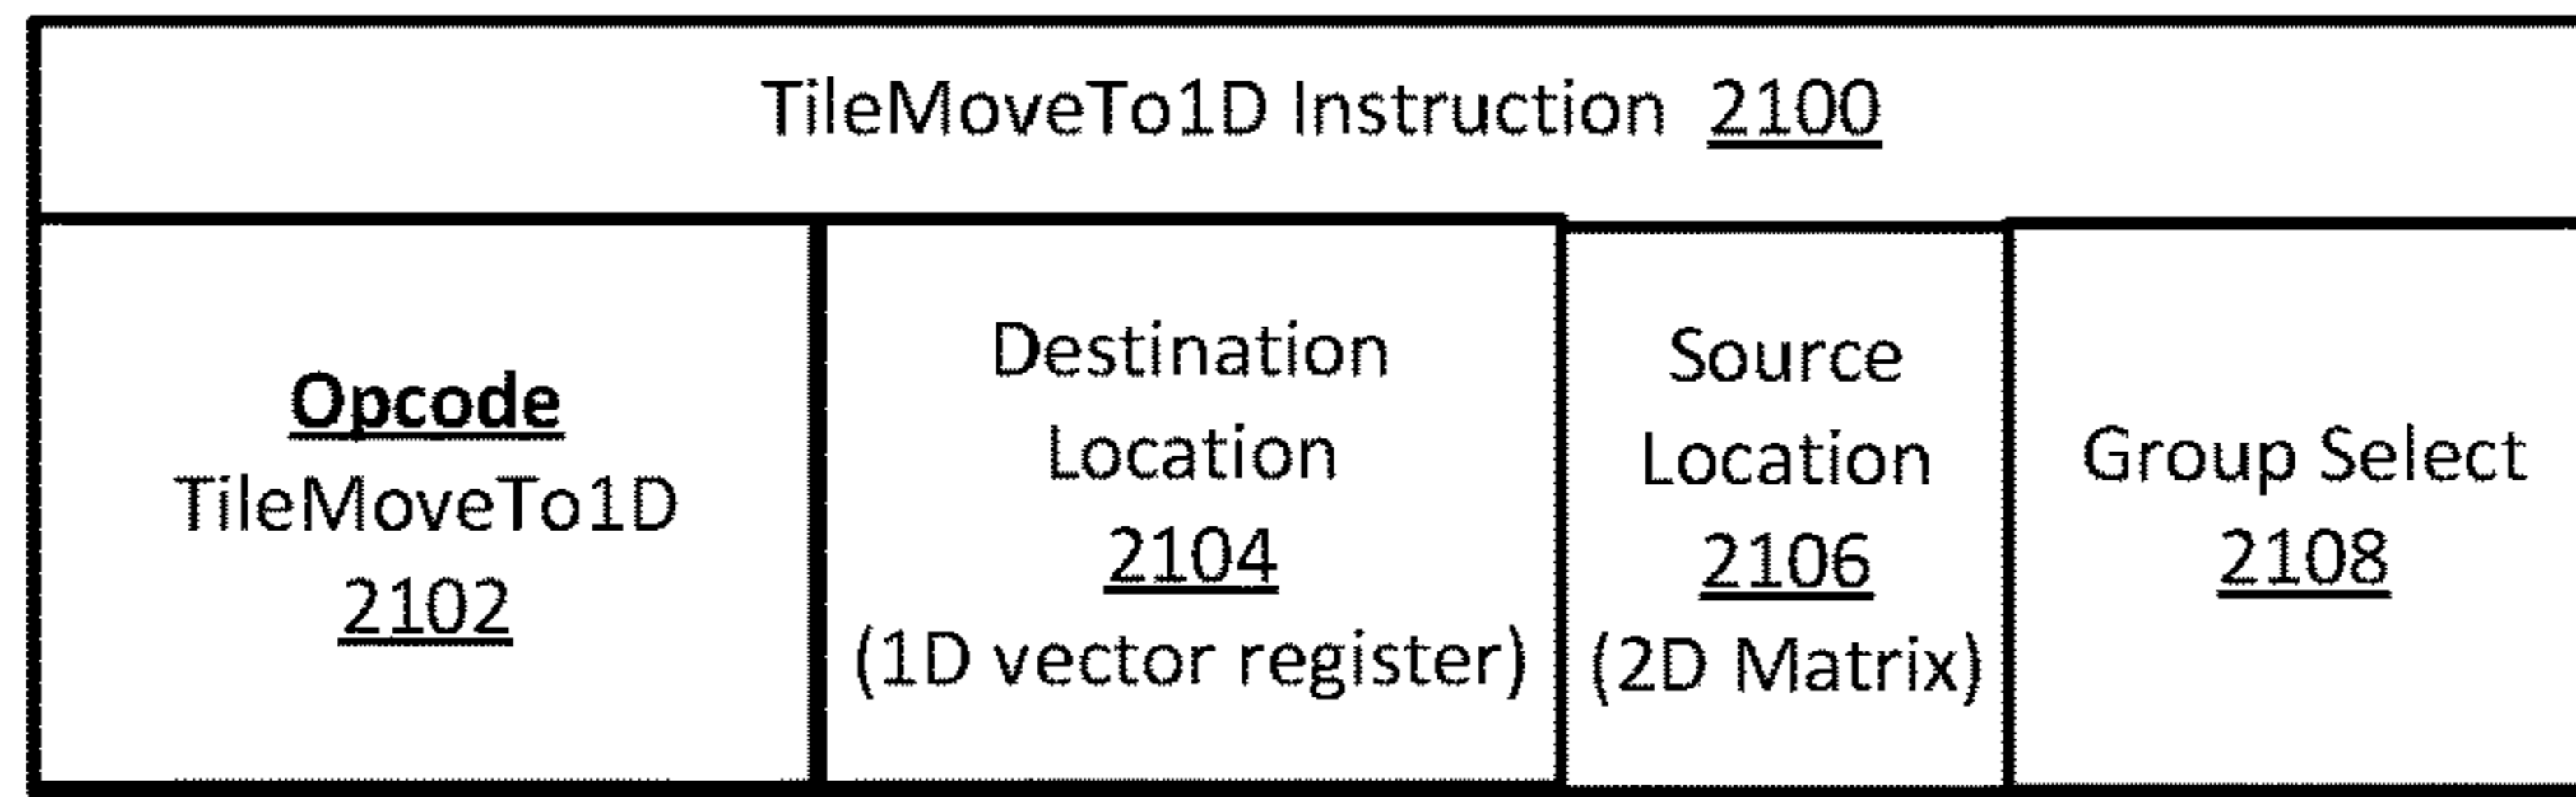 TileMoveTo1D Instruction 2100
Opcode
TileMoveTo1D
2102
Destination
Location
2104
(1D vector register)
Source
Location
2106
(2D Matrix)
Group Select
2108